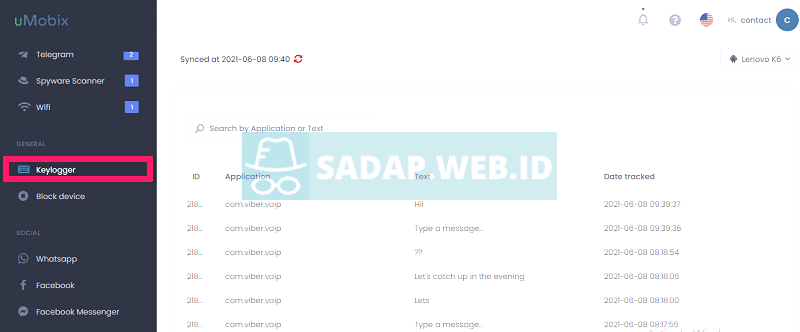 uMobix
Hi, contact C
Telegram 2
Synced at 2021-06-08 09:40
Lenovo K6
Spyware Scanner 1
Wifi 1
Search by Application or Text
GENERAL
SADAP WEB.ID
Keylogger
ID Application Text Date tracked
Block device
218... com.viber.voip Hii 2021-06-08 09:39:37
218... com.viber.voip Type a message... 2021-06-08 09:39:36
SOCIAL
218... com.viber.voip ?? 2021-06-08 08:18:54
Whatsapp
218... com.viber.voip Let's catch up in the evening 2021-06-08 08:18:06
Facebook
218... com.viber.voip Lets 2021-06-08 08:18:00
Facebook Messenger
218... com.viber.voip Type a message... 2021-06-08 08:17:59